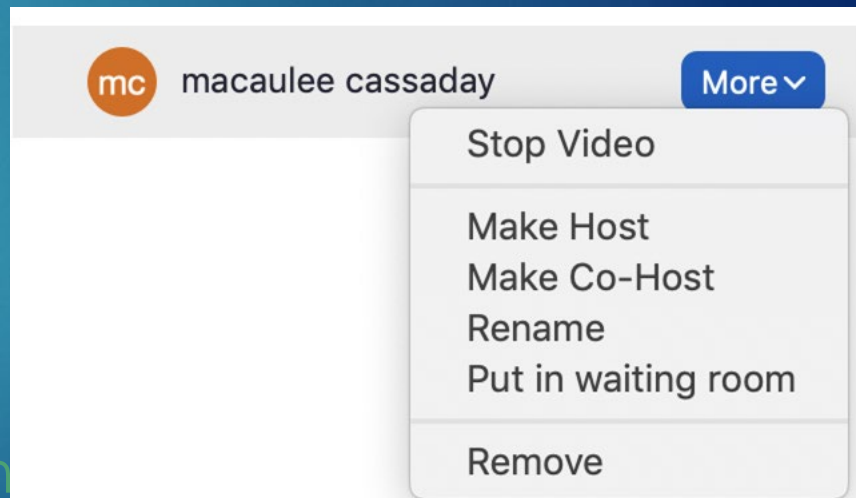 mc macaulee cassaday More
Stop Video
Make Host
Make Co-Host
Rename
Put in waiting room
Remove